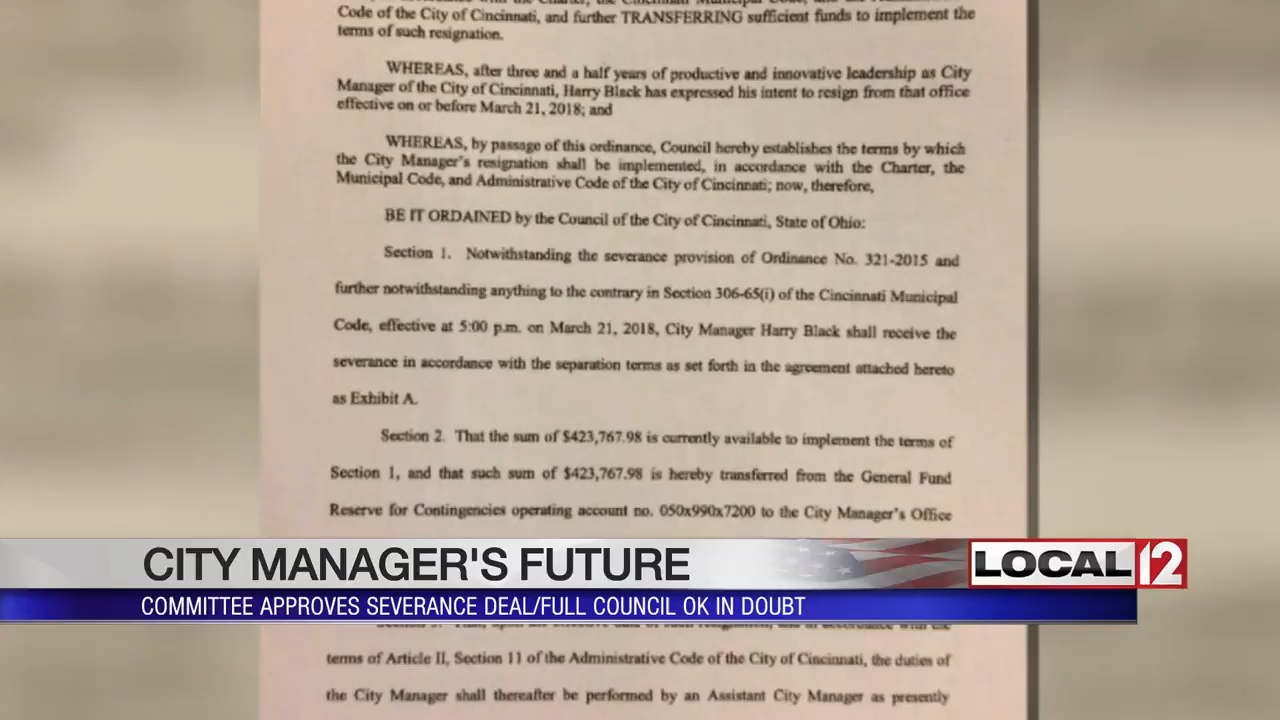 Code of the City of Cincinnati, and further TRANSFERRING sufficient funds to implement the
terms of such resignation.
WHEREAS, after three and a half years of productive and innovative leadership as City
Manager of the City of Cincinnati, Harry Black has expressed his intent to resign from that office
effective on or before March 21, 2018; and
WHEREAS, by passage of this ordinance, Council hereby establishes the terms by which
the City Manager's resignation shall be implemented, in accordance with the Charter, the
Municipal Code, and Administrative Code of the City of Cincinnati; now, therefore,
BE IT ORDAINED by the Council of the City of Cincinnati, State of Ohio:
Section 1. Notwithstanding the severance provision of Ordinance No. 321-2015 and
further notwithstanding anything to the contrary in Section 306-65(i) of the Cincinnati Municipal
Code, effective at 5:00 p.m. on March 21, 2018, City Manager Harry Black shall receive the
severance in accordance with the separation terms as set forth in the agreement attached hereto
as Exhibit A.
Section 2. That the sum of $423,767.98 is currently available to implement the terms of
Section 1, and that such sum of $423,767.98 is hereby transferred from the General Fund
Reserve for Contingencies operating account no. 050x990x7200 to the City Manager's Office
CITY MANAGER'S FUTURE
LOCAL 12
COMMITTEE APPROVES SEVERANCE DEAL/FULL COUNCIL OK IN DOUBT
terms of Article II, Section 11 of the Administrative Code of the City of Cincinnati, the duties of
the City Manager shall thereafter be performed by an Assistant City Manager as presently